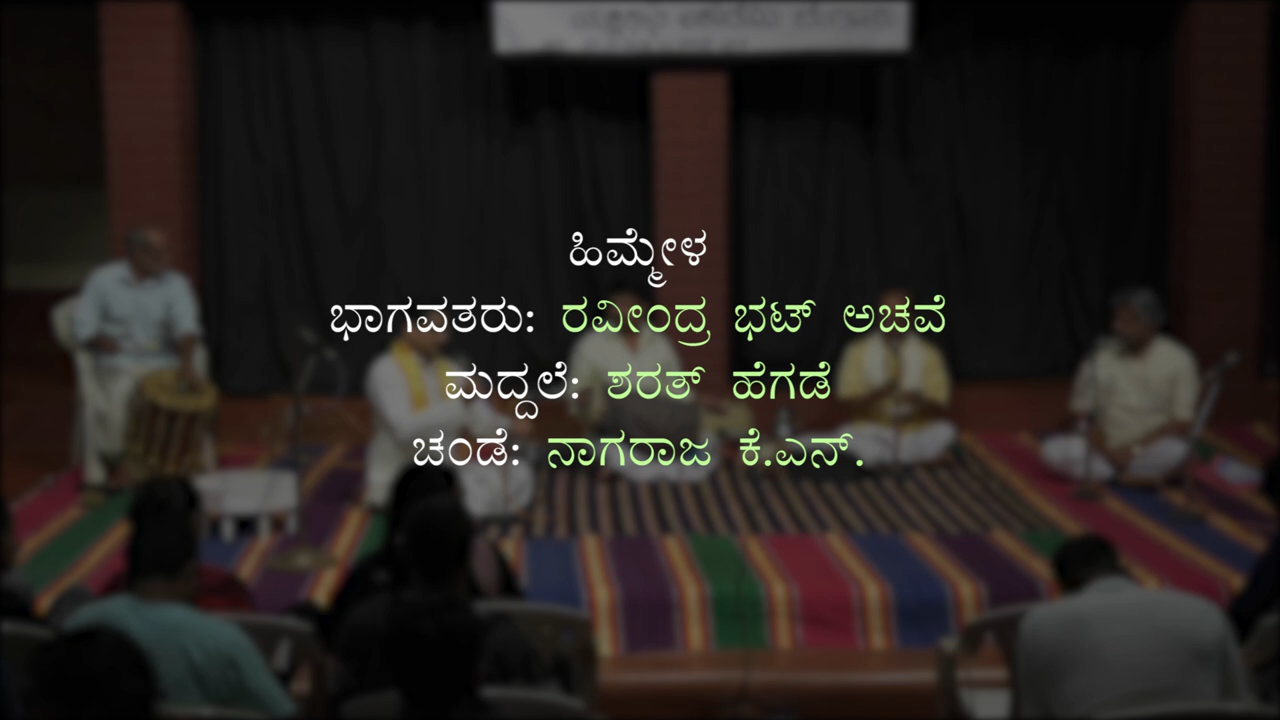 ಹಿಮ್ಮೇಳ
ಭಾಗವತರು: ರವೀಂದ್ರ ಭಟ್ ಅಚವೆ
ಮದ್ದಲೆ: ಶರತ್ ಹೆಗಡೆ
ಚಂಡೆ: ನಾಗರಾಜ ಕೆ.ಎನ್.